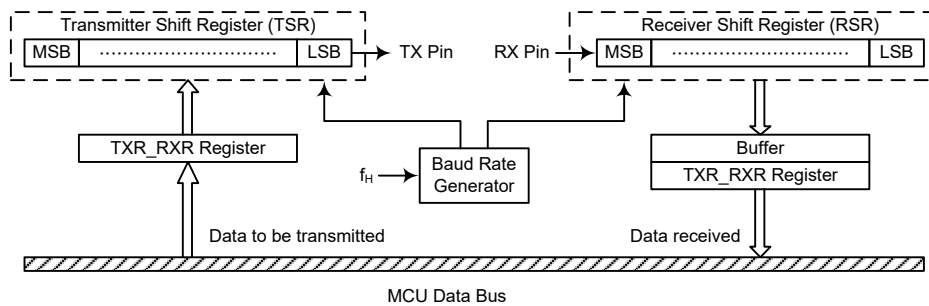 Transmitter Shift Register (TSR)
MSB ................................ LSB
TX Pin
RX Pin
Receiver Shift Register (RSR)
MSB ................................ LSB
TXR_RXR Register
fH
Baud Rate
Generator
Buffer
TXR_RXR Register
Data to be transmitted
Data received
MCU Data Bus